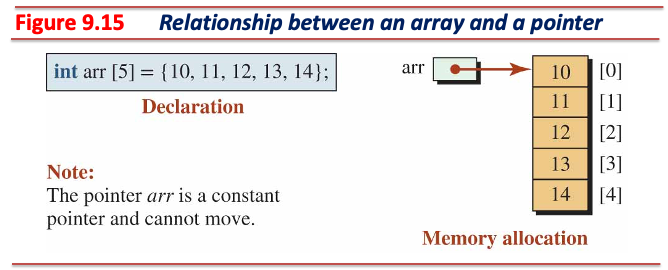 Figure 9.15 Relationship between an array and a pointer
int arr [5] = {10, 11, 12, 13, 14};
Declaration
Note:
The pointer arr is a constant
pointer and cannot move.
arr
10 [0]
11 [1]
12 [2]
13 [3]
14 [4]
Memory allocation